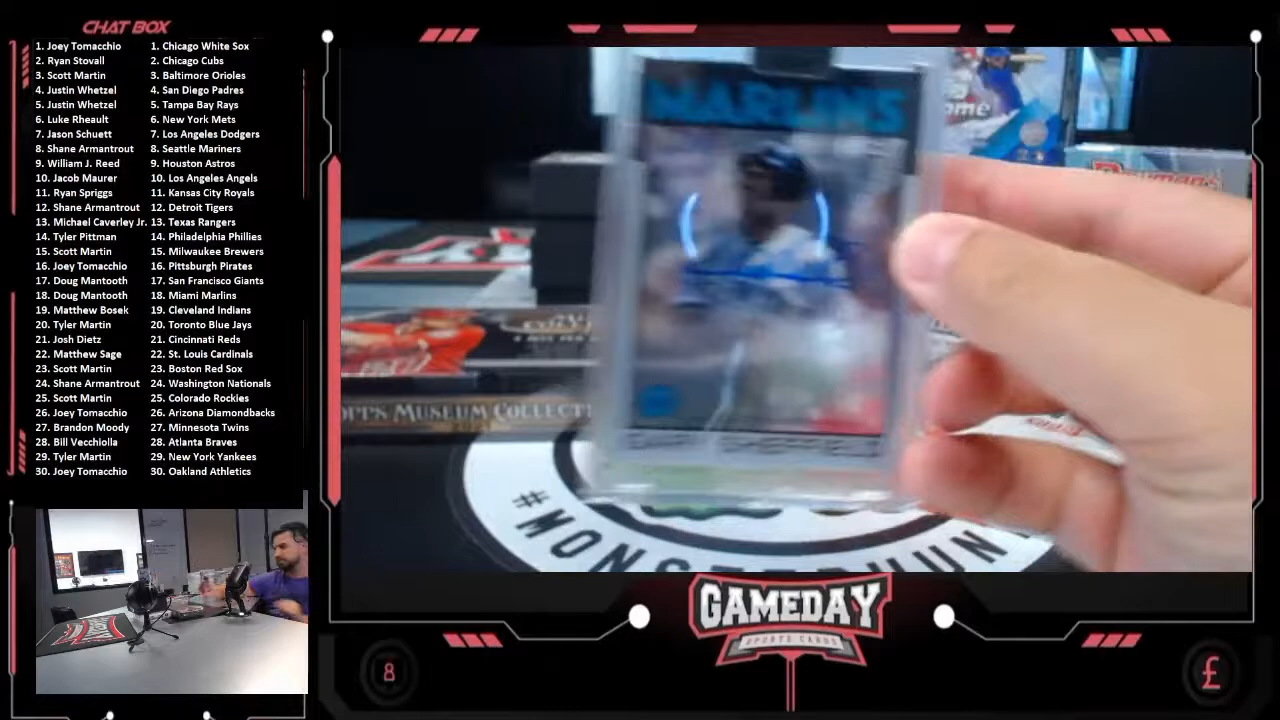 CHAT BOX
1. Joey Tomacchio
2. Ryan Stovall
3. Scott Martin
4. Justin Whetzel
5. Justin Whetzel
6. Luke Rheault
7. Jason Schuett
8. Shane Armantrout
9. William J. Reed
10. Jacob Maurer
11. Ryan Spriggs
12. Shane Armantrout
13. Michael Caverley Jr.
14. Tyler Pittman
15. Scott Martin
16. Joey Tomacchio
17. Doug Mantooth
18. Doug Mantooth
19. Matthew Bosek
20. Tyler Martin
21. Josh Dietz
22. Matthew Sage
23. Scott Martin
24. Shane Armantrout
25. Scott Martin
26. Joey Tomacchio
27. Brandon Moody
28. Bill Vecchiolla
29. Tyler Martin
30. Joey Tomacchio
1. Chicago White Sox
2. Chicago Cubs
3. Baltimore Orioles
4. San Diego Padres
5. Tampa Bay Rays
6. New York Mets
7. Los Angeles Dodgers
8. Seattle Mariners
9. Houston Astros
10. Los Angeles Angels
11. Kansas City Royals
12. Detroit Tigers
13. Texas Rangers
14. Philadelphia Phillies
15. Milwaukee Brewers
16. Pittsburgh Pirates
17. San Francisco Giants
18. Miami Marlins
19. Cleveland Indians
20. Toronto Blue Jays
21. Cincinnati Reds
22. St. Louis Cardinals
23. Boston Red Sox
24. Washington Nationals
25. Colorado Rockies
26. Arizona Diamondbacks
27. Minnesota Twins
28. Atlanta Braves
29. New York Yankees
30. Oakland Athletics
MARLINS
GARY SHEFFIELD
Bowman's
TOPPS MUSEUM COLLECTI
#MONSTERHUN
GAMEDAY
SPORTS CARDS
8
£